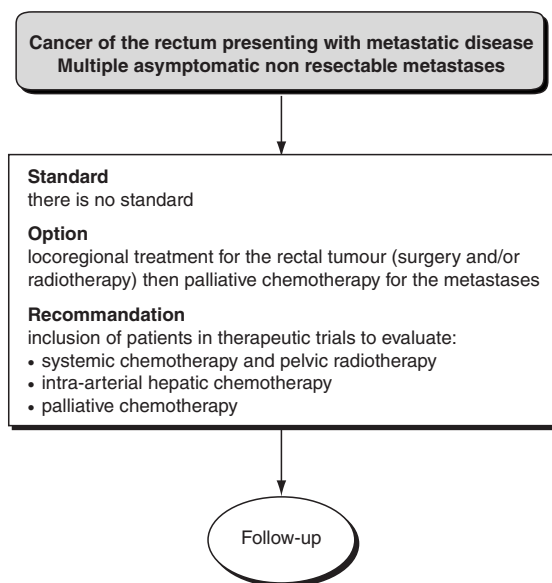 Cancer of the rectum presenting with metastatic disease
Multiple asymptomatic non resectable metastases
Standard
there is no standard
Option
locoregional treatment for the rectal tumour (surgery and/or
radiotherapy) then palliative chemotherapy for the metastases
Recommandation
inclusion of patients in therapeutic trials to evaluate:
• systemic chemotherapy and pelvic radiotherapy
• intra-arterial hepatic chemotherapy
• palliative chemotherapy
Follow-up